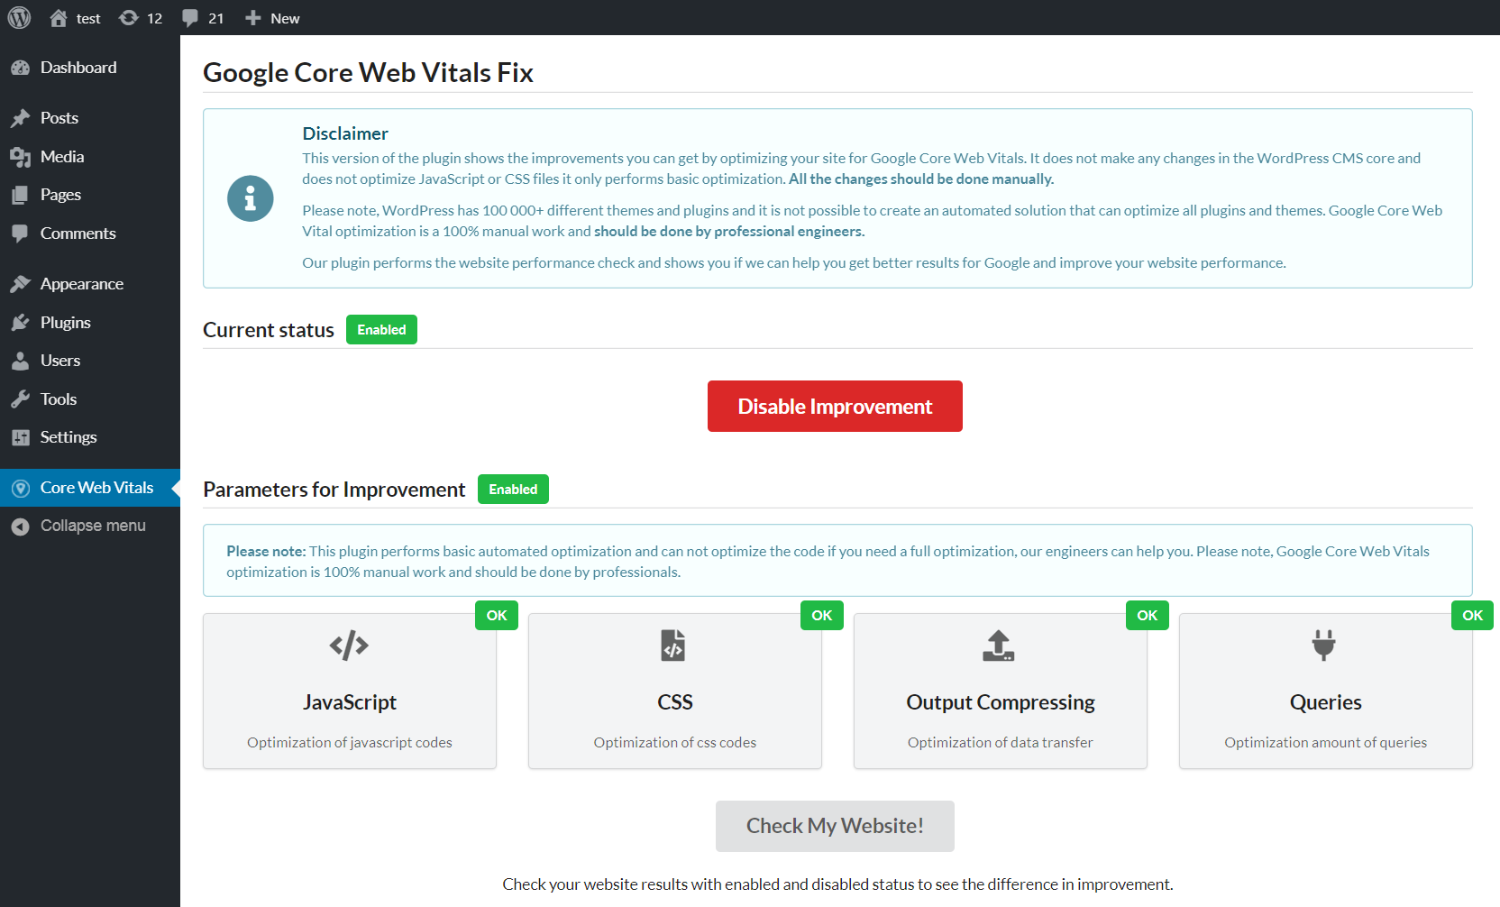 test 12 21 New
Dashboard
Posts
Media
Pages
Comments
Appearance
Plugins
Users
Tools
Settings
Core Web Vitals
Collapse menu
Google Core Web Vitals Fix
Disclaimer
This version of the plugin shows the improvements you can get by optimizing your site for Google Core Web Vitals. It does not make any changes in the WordPress CMS core and
does not optimize JavaScript or CSS files it only performs basic optimization. All the changes should be done manually.
Please note, WordPress has 100 000+ different themes and plugins and it is not possible to create an automated solution that can optimize all plugins and themes. Google Core Web
Vital optimization is a 100% manual work and should be done by professional engineers.
Our plugin performs the website performance check and shows you if we can help you get better results for Google and improve your website performance.
Current status Enabled
Disable Improvement
Parameters for Improvement Enabled
Please note: This plugin performs basic automated optimization and can not optimize the code if you need a full optimization, our engineers can help you. Please note, Google Core Web Vitals
optimization is 100% manual work and should be done by professionals.
OK
JavaScript
Optimization of javascript codes
OK
CSS
Optimization of css codes
OK
Output Compressing
Optimization of data transfer
OK
Queries
Optimization amount of queries
Check My Website!
Check your website results with enabled and disabled status to see the difference in improvement.